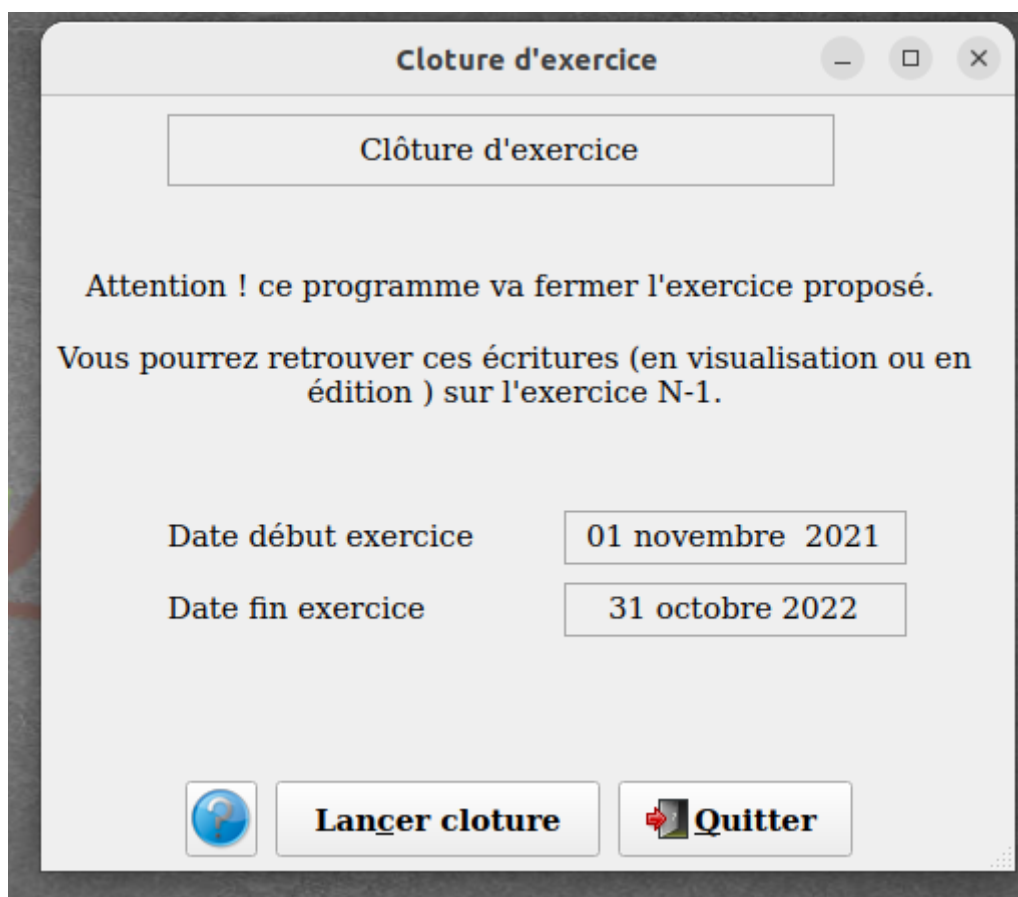 Cloture d'exercice
Clôture d'exercice
Attention ! ce programme va fermer l'exercice proposé.
Vous pourrez retrouver ces écritures (en visualisation ou en
édition ) sur l'exercice N-1.
Date début exercice 01 novembre 2021
Date fin exercice 31 octobre 2022
? Lancer cloture Quitter